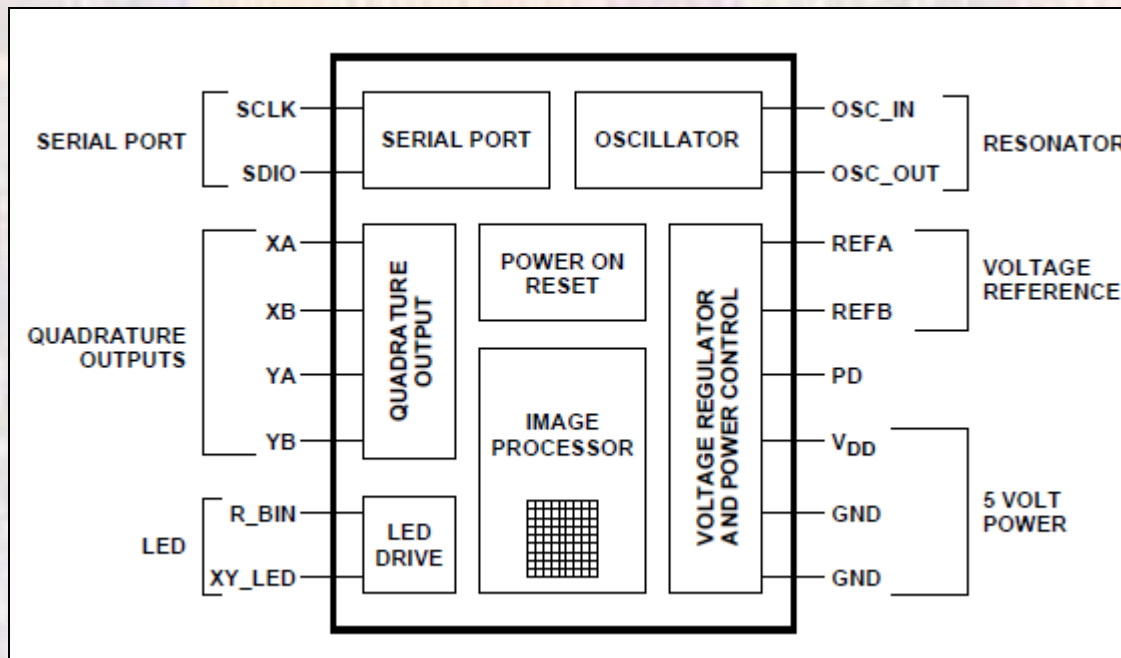 SERIAL PORT
SCLK
SDIO
SERIAL PORT
OSCILLATOR
OSC_IN
OSC_OUT
RESONATOR
QUADRATURE
OUTPUTS
XA
XB
YA
YB
QUADRATURE
OUTPUT
POWER ON
RESET
IMAGE
PROCESSOR
VOLTAGE REGULATOR
AND POWER CONTROL
REFA
REFB
VOLTAGE
REFERENCE
PD
VDD
GND
GND
5 VOLT
POWER
LED
R_BIN
XY_LED
LED
DRIVE